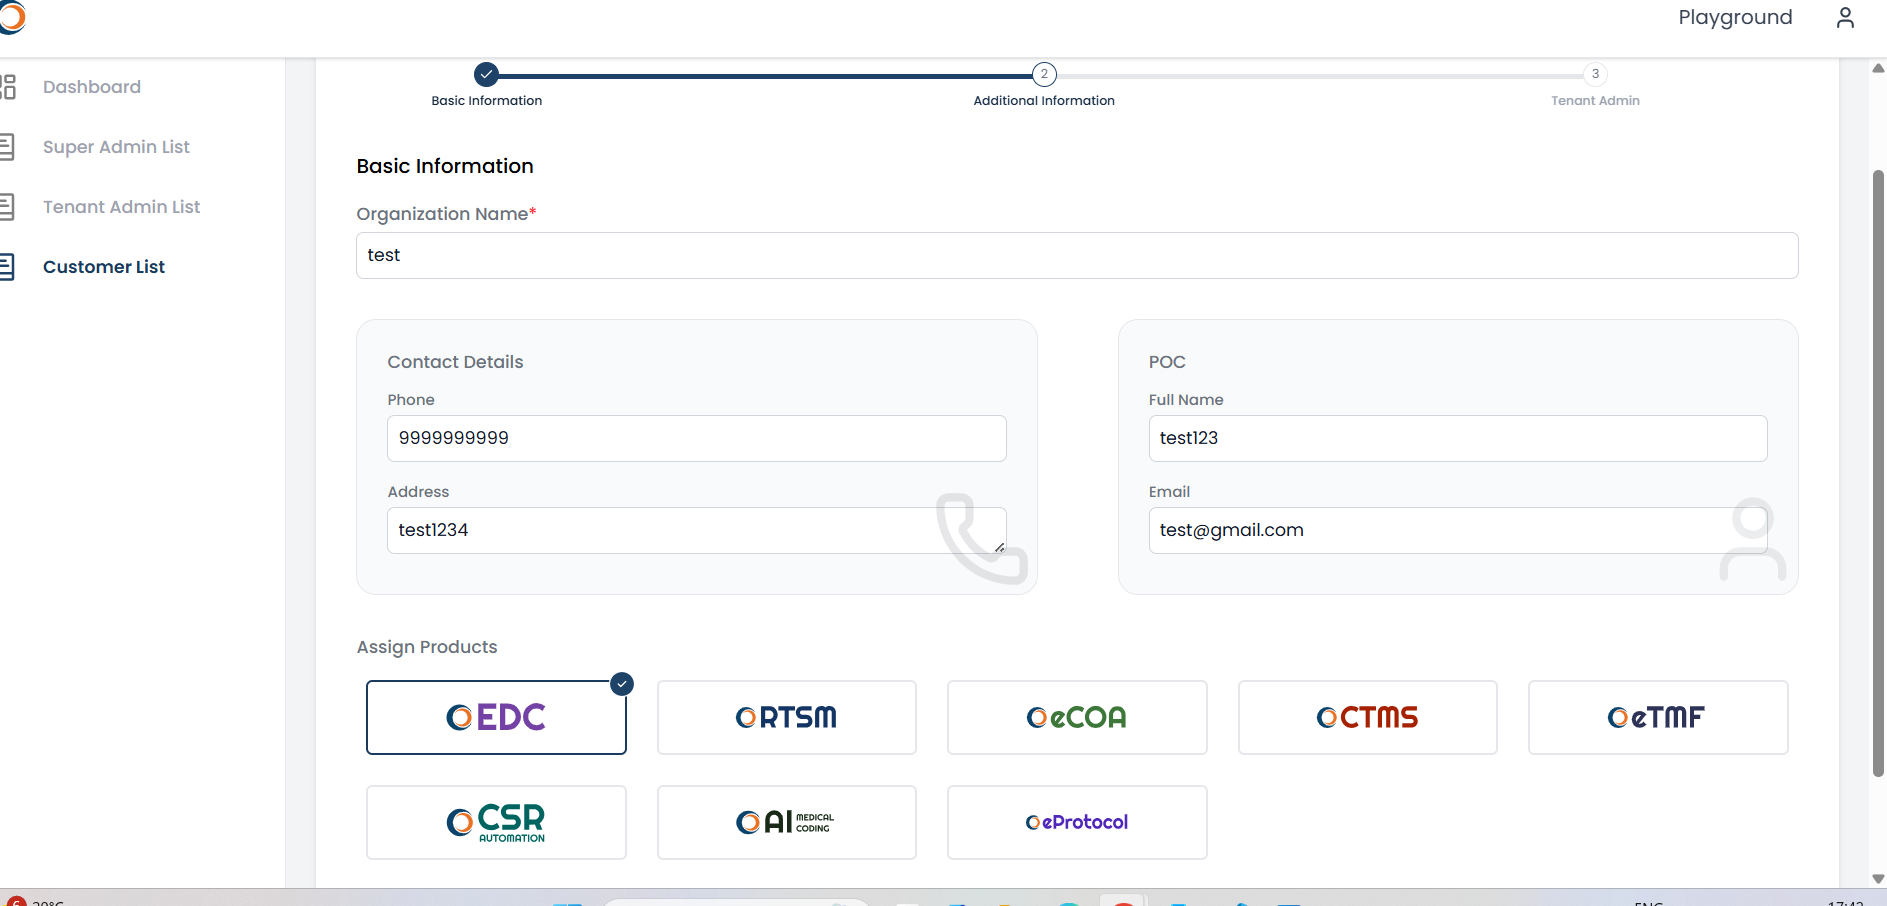 Playground
Dashboard
Super Admin List
Tenant Admin List
Customer List
2
3
Basic Information
Additional Information
Tenant Admin
Basic Information
Organization Name*
test
Contact Details
Phone
9999999999
Address
test1234
POC
Full Name
test123
Email
test@gmail.com
Assign Products
EDC
RTSM
eCOA
CTMS
eTMF
CSR
AUTOMATION
AI MEDICAL
CODING
eProtocol